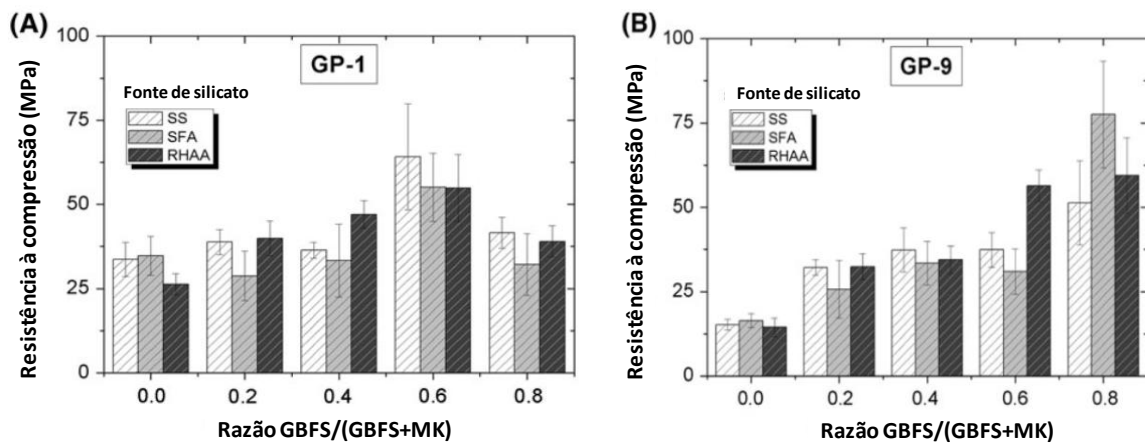 (A)
GP-1
Resistência à compressão (MPa)
100
75
50
25
0
Fonte de silicato
SS
SFA
RHAA
0.0 0.2 0.4 0.6 0.8
Razão GBFS/(GBFS+MK)
(B)
GP-9
Resistência à compressão (MPa)
100
75
50
25
0
Fonte de silicato
SS
SFA
RHAA
0.0 0.2 0.4 0.6 0.8
Razão GBFS/(GBFS+MK)